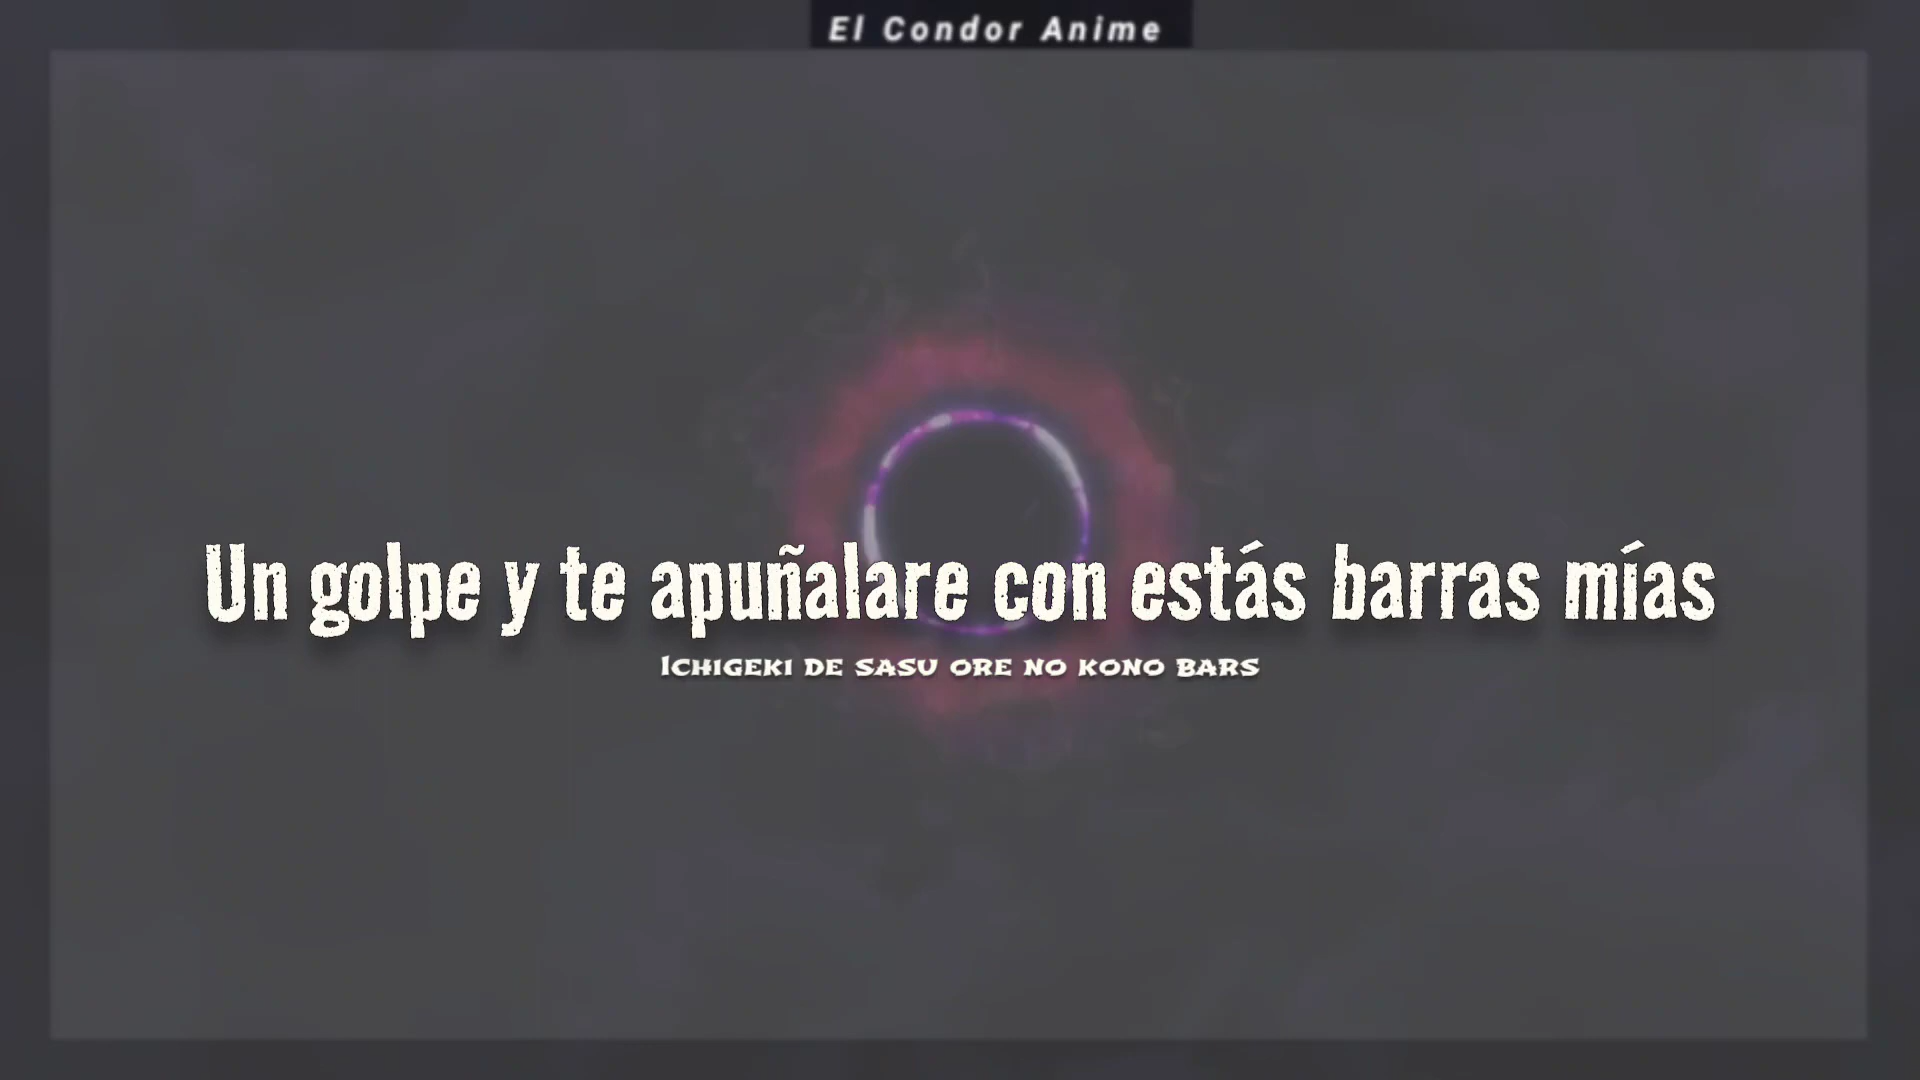 El Condor Anime
Un golpe y te apuñalare con estás barras mías
Ichigeki de sasu ore no kono bars